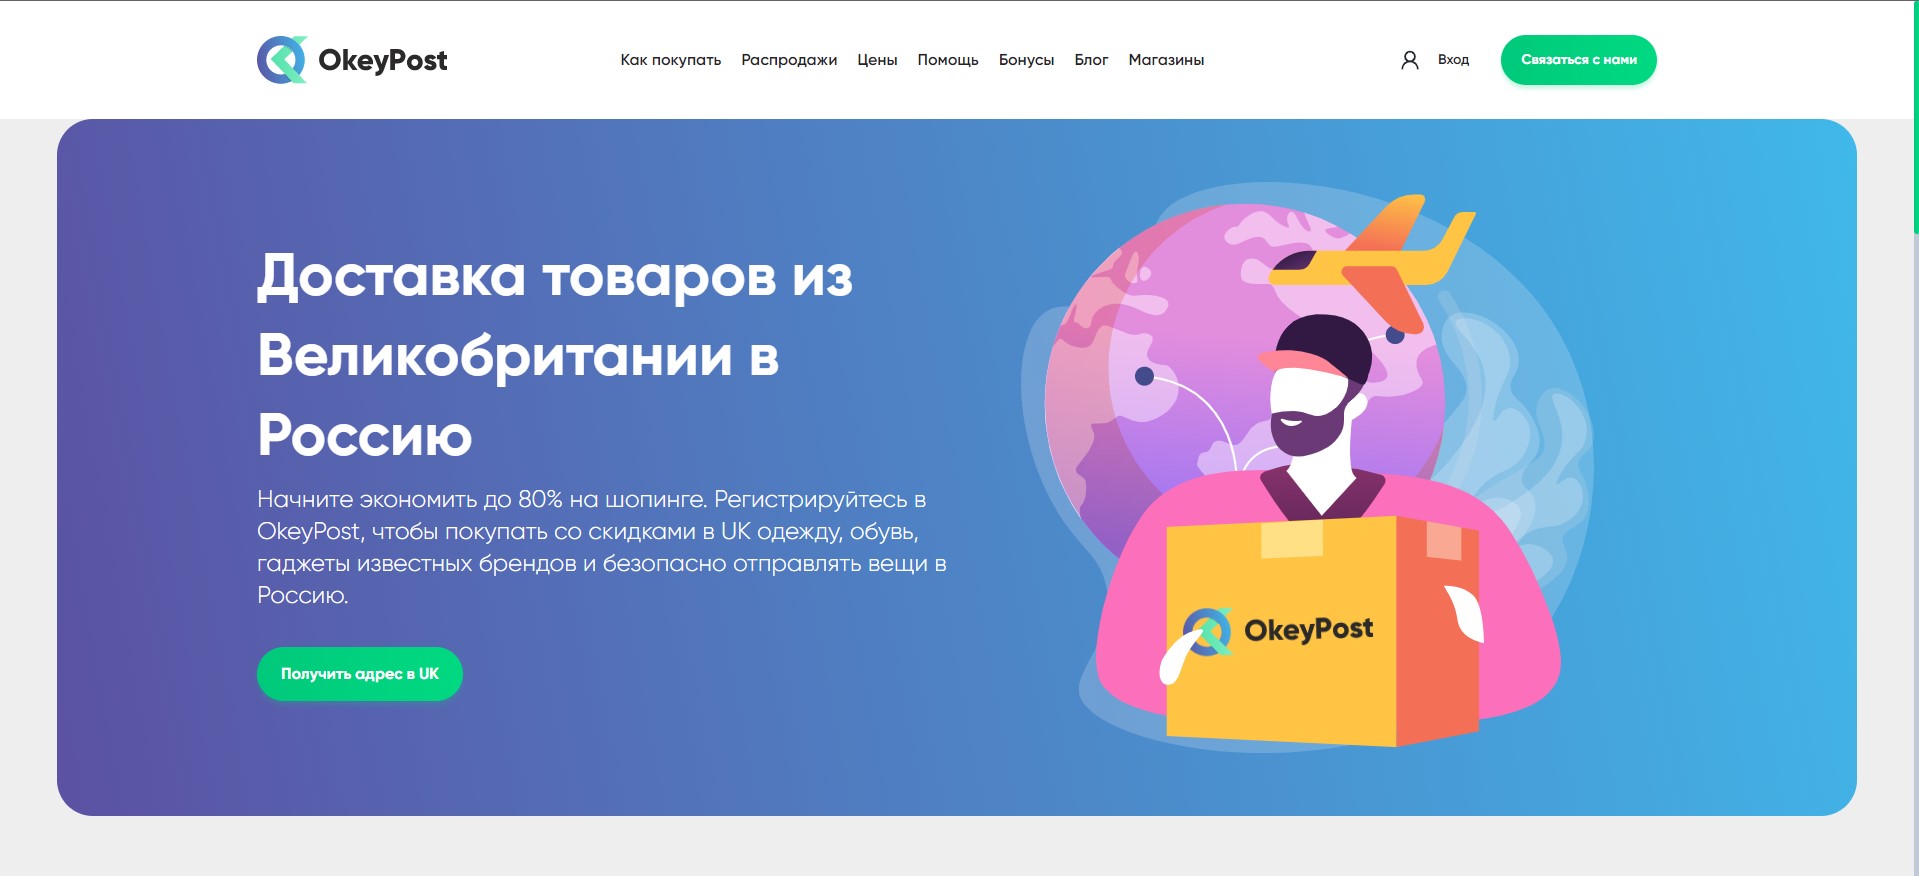 OkeyPost
Как покупать Распродажи Цены Помощь Бонусы Блог Магазины
Вход
Связаться с нами
Доставка товаров из
Великобритании в
Россию
Начните экономить до 80% на шопинге. Регистрируйтесь в
OkeyPost, чтобы покупать со скидками в UK одежду, обувь,
гаджеты известных брендов и безопасно отправлять вещи в
Россию.
Получить адрес в UK
OkeyPost